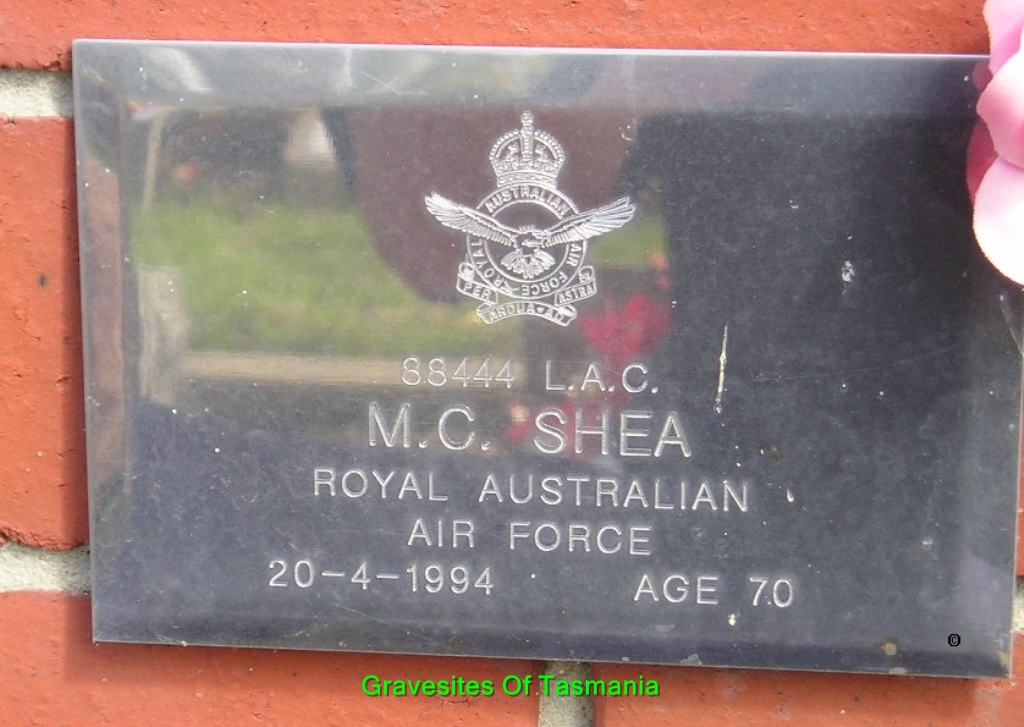 AUSTRALIAN
ROYAL AIR FORCE
PER ARDUA AD ASTRA
88444 L.A.C.
M.C. SHEA
ROYAL AUSTRALIAN
AIR FORCE
20-4-1994 AGE 70
©
Gravesites Of Tasmania